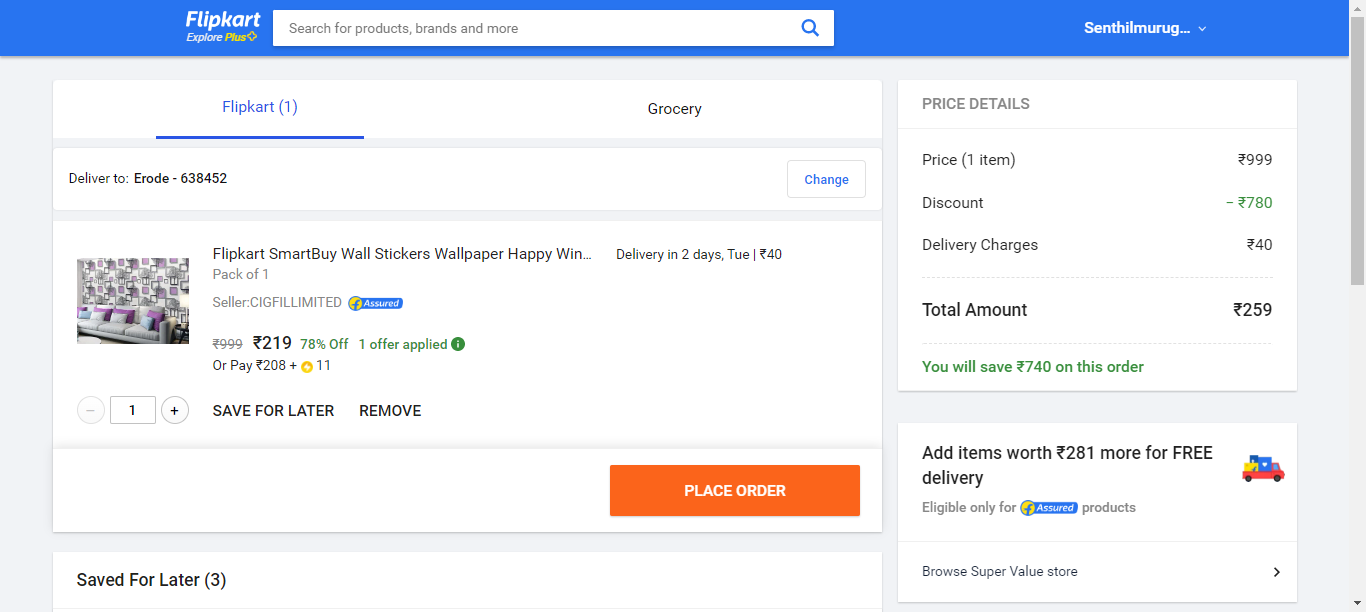 Flipkart
Explore Plus
Search for products, brands and more
Senthilmurug...
Flipkart (1)
Grocery
Deliver to: Erode - 638452
Change
Flipkart SmartBuy Wall Stickers Wallpaper Happy Win...
Delivery in 2 days, Tue | ₹40
Pack of 1
Seller:CIGFILLIMITED
f Assured
₹999 ₹219 78% Off 1 offer applied i
Or Pay ₹208 + 11
− 1 +
SAVE FOR LATER
REMOVE
PLACE ORDER
Saved For Later (3)
PRICE DETAILS
Price (1 item) ₹999
Discount − ₹780
Delivery Charges ₹40
Total Amount ₹259
You will save ₹740 on this order
Add items worth ₹281 more for FREE
delivery
Eligible only for f Assured products
Browse Super Value store